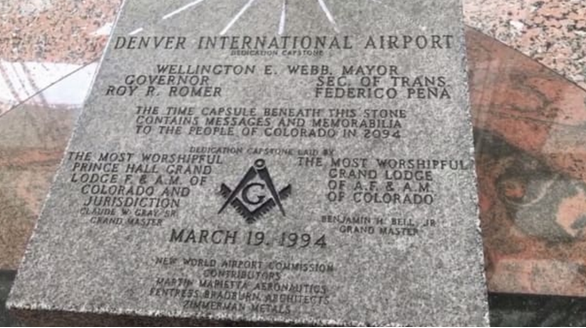 DENVER INTERNATIONAL AIRPORT
DEDICATION CAPSTONE
WELLINGTON E. WEBB, MAYOR
GOVERNOR
ROY R. ROMER
SEC. OF TRANS.
FEDERICO PENA
THE TIME CAPSULE BENEATH THIS STONE
CONTAINS MESSAGES AND MEMORABILIA
TO THE PEOPLE OF COLORADO IN 2094
DEDICATION CAPSTONE LAID BY
THE MOST WORSHIPFUL
PRINCE HALL GRAND
LODGE F. & A.M. OF
COLORADO AND
JURISDICTION
CLAUDE W. GRAY, SR.
GRAND MASTER
G
THE MOST WORSHIPFUL
GRAND LODGE
OF A.F. & A.M.
OF COLORADO
BENJAMIN H. BELL, JR.
GRAND MASTER
MARCH 19, 1994
NEW WORLD AIRPORT COMMISSION
CONTRIBUTORS
MARTIN MARIETTA AERONAUTICS
FENTRESS BRADBURN ARCHITECTS
ZIMMERMAN METALS